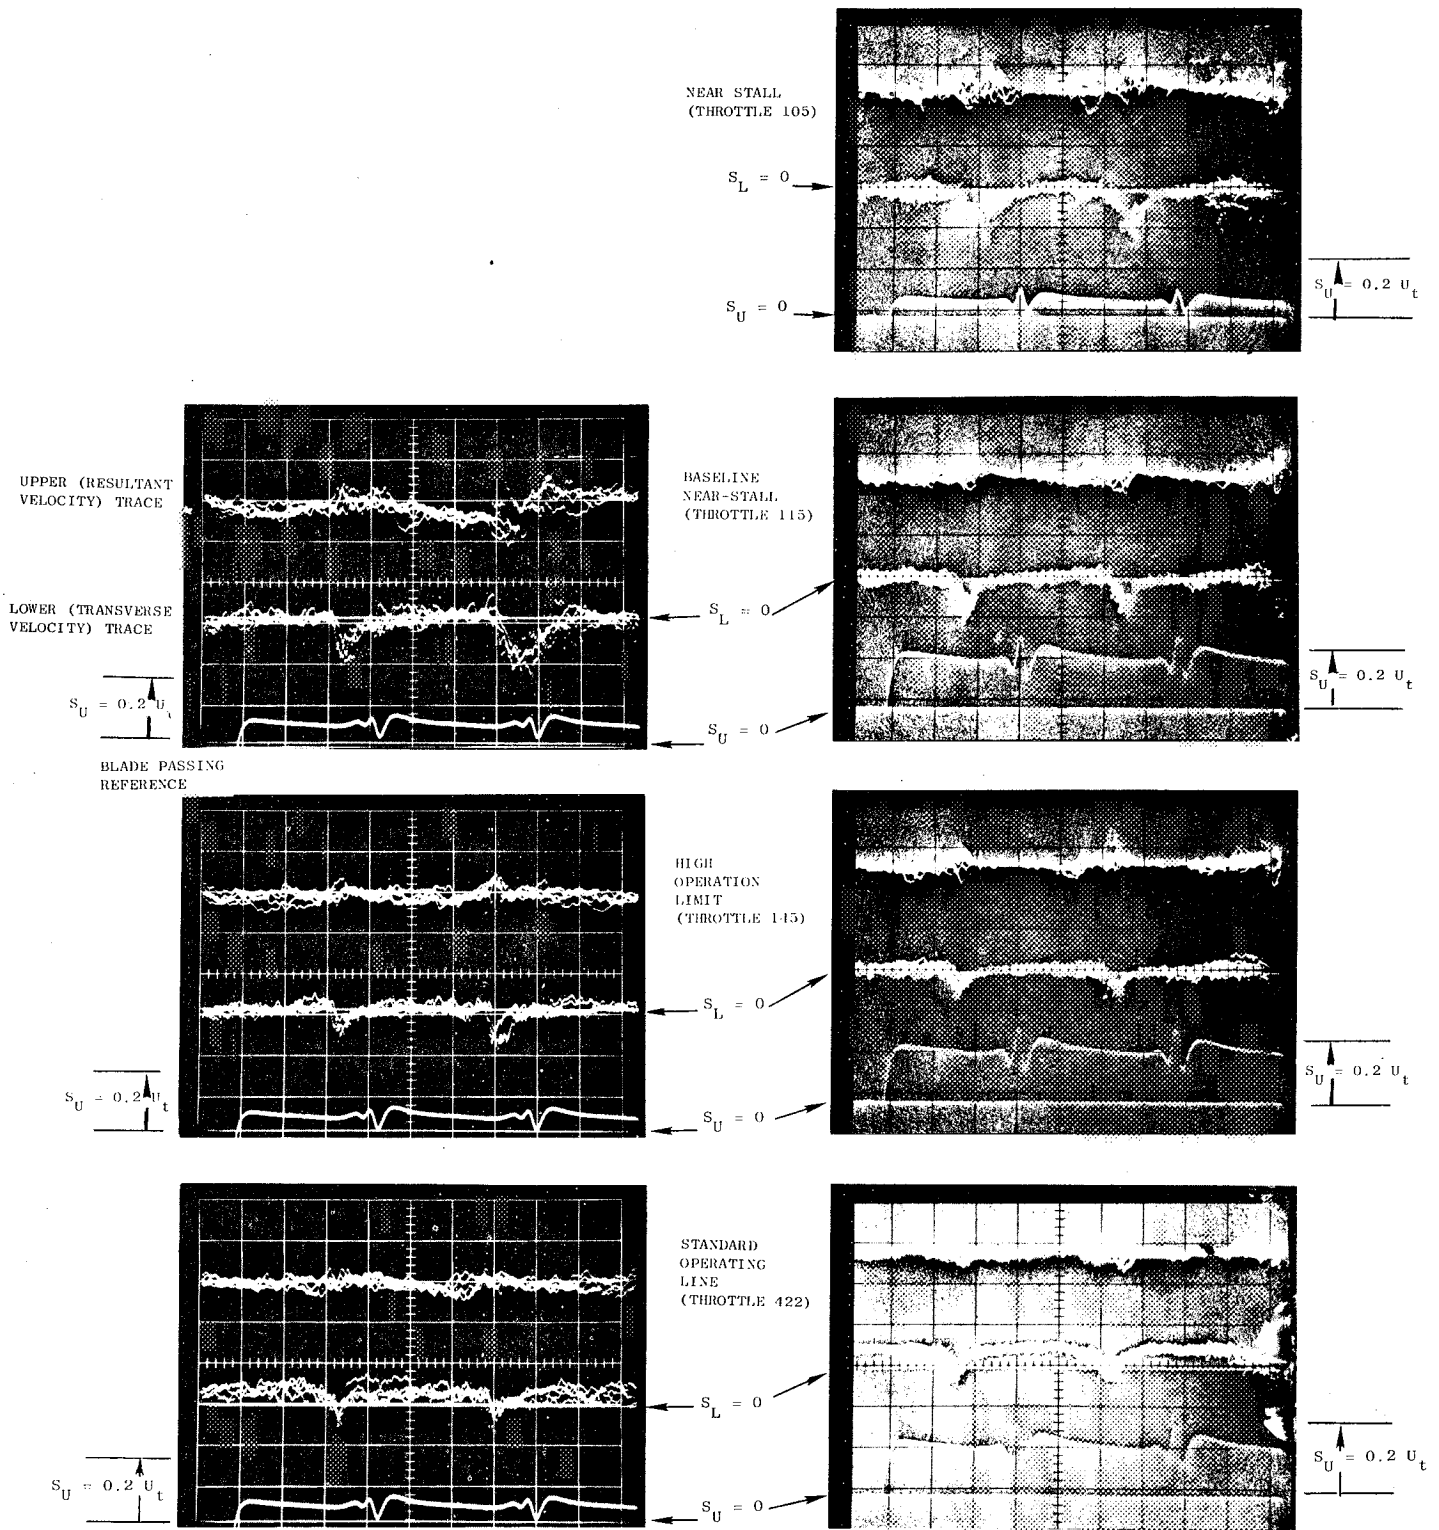 NEAR STALL
(THROTTLE 105)
S_L = 0
S_U = 0
S_U = 0.2 U_t
UPPER (RESULTANT
VELOCITY) TRACE
LOWER (TRANSVERSE
VELOCITY) TRACE
S_U = 0.2 U
BLADE PASSING
REFERENCE
BASELINE
NEAR-STALL
(THROTTLE 115)
S_L = 0
S_U = 0
S_U = 0.2 U_t
S_U = 0.2 U_t
HIGH
OPERATION
LIMIT
(THROTTLE 145)
S_L = 0
S_U = 0
S_U = 0.2 U_t
S_U = 0.2 U_t
STANDARD
OPERATING
LINE
(THROTTLE 422)
S_L = 0
S_U = 0
S_U = 0.2 U_t